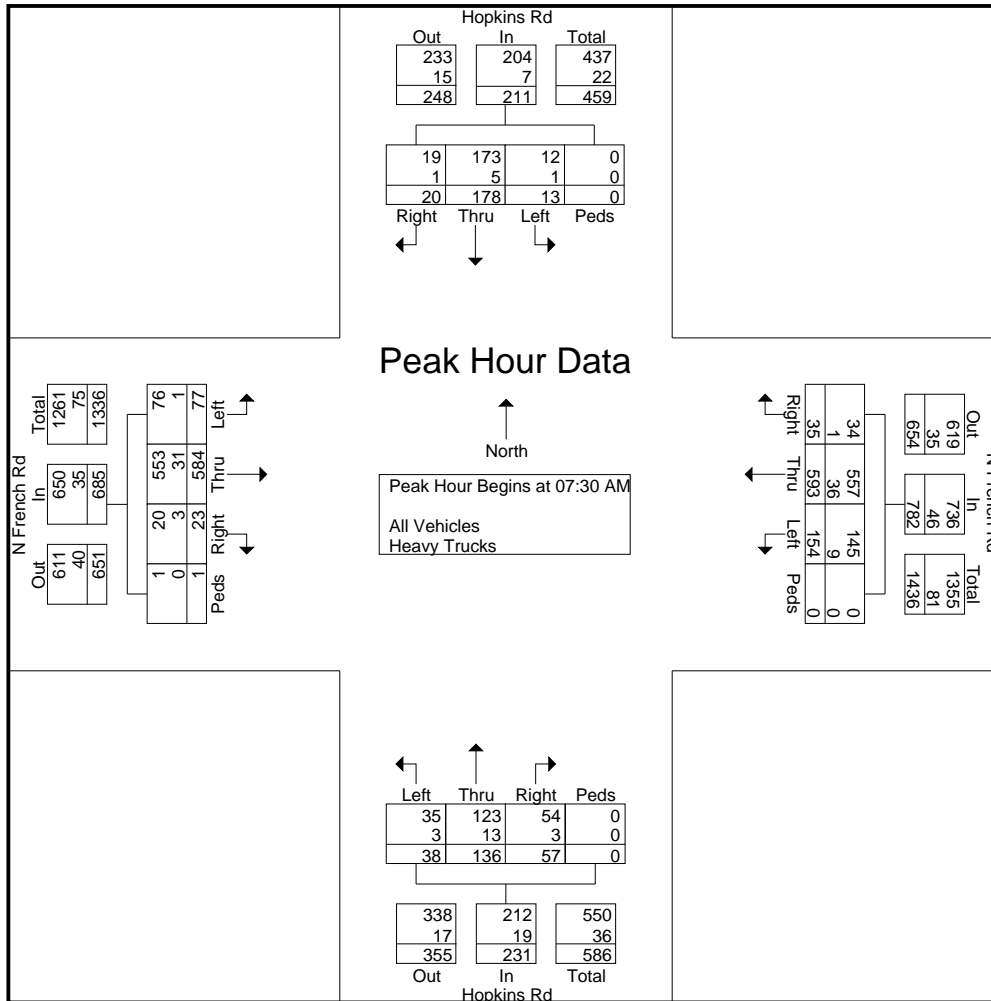 Hopkins Rd
Out In Total
233 204 437
15 7 22
248 211 459
19 173 12 0
1 5 1 0
20 178 13 0
Right Thru Left Peds
Peak Hour Data
North
Peak Hour Begins at 07:30 AM
All Vehicles
Heavy Trucks
N French Rd
Total In Out
1261 650 611
75 35 40
1336 685 651
76 553 20 1
1 31 3 0
77 584 23 1
Left Thru Right Peds
N French Rd
Out In Total
619 736 1355
35 46 81
654 782 1436
34 557 145 0
1 36 9 0
35 593 154 0
Right Thru Left Peds
Left Thru Right Peds
35 123 54 0
3 13 3 0
38 136 57 0
338 212 550
17 19 36
355 231 586
Out In Total
Hopkins Rd